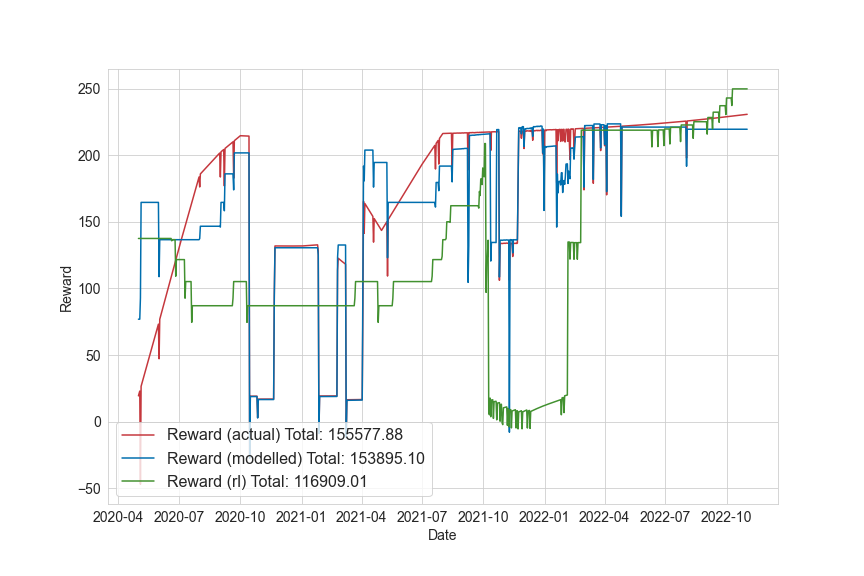 250
200
150
100
50
0
−50
Reward
Reward (actual) Total: 155577.88
Reward (modelled) Total: 153895.10
Reward (rl) Total: 116909.01
2020-04 2020-07 2020-10 2021-01 2021-04 2021-07 2021-10 2022-01 2022-04 2022-07 2022-10
Date